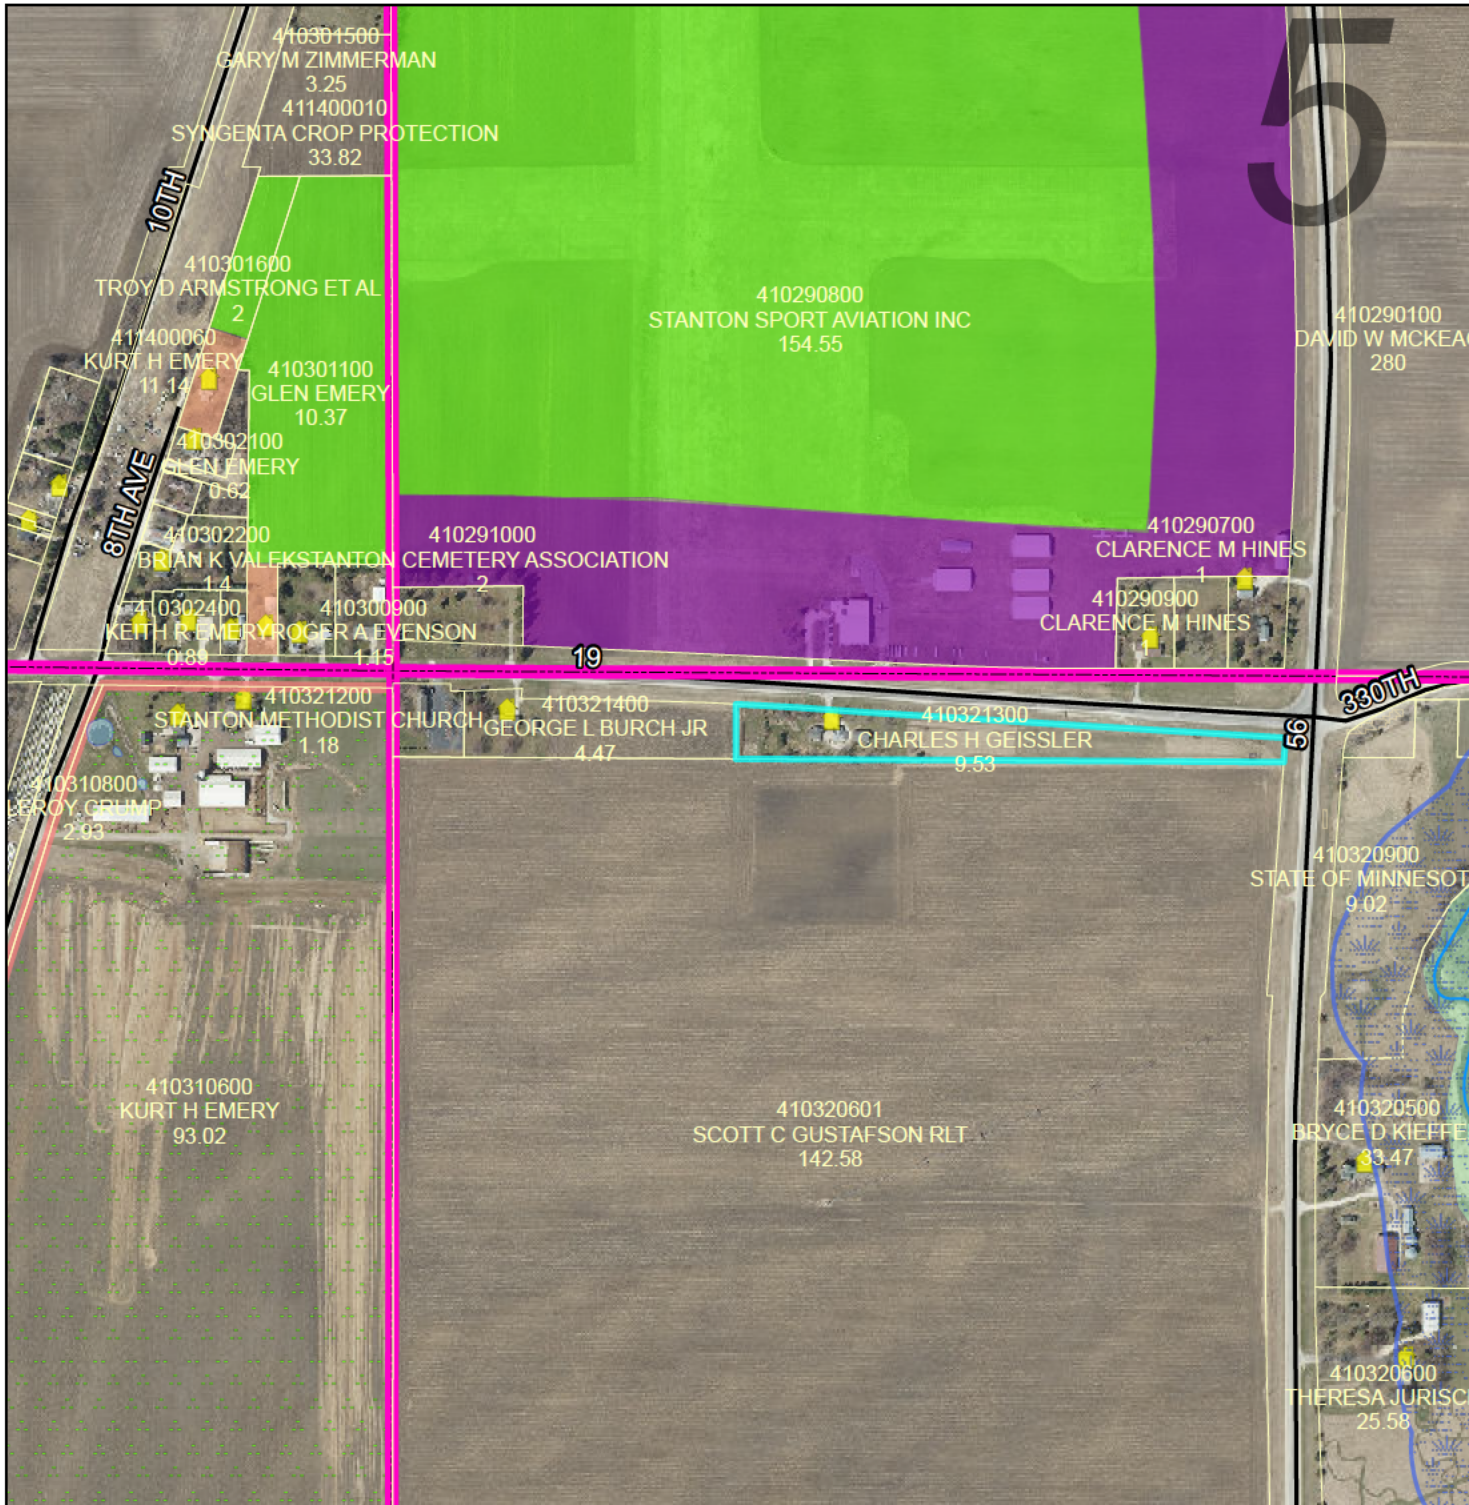 5
410301500
GARY M ZIMMERMAN
3.25
411400010
SYNGENTA CROP PROTECTION
33.82
10TH
410301600
TROY D ARMSTRONG ET AL
2
410290800
STANTON SPORT AVIATION INC
154.55
410290100
DAVID W MCKEAG
280
411400060
KURT H EMERY
11.14
410301100
GLEN EMERY
10.37
410302100
GLEN EMERY
0.62
8TH AVE
410302200
BRIAN K VALEK
1.4
410291000
STANTON CEMETERY ASSOCIATION
2
410290700
CLARENCE M HINES
1
410290900
CLARENCE M HINES
1
410302400
KEITH R EMERY
0.89
410300900
ROGER A EVENSON
1.15
19
330TH
56
410321200
STANTON METHODIST CHURCH
1.18
410321400
GEORGE L BURCH JR
4.47
410321300
CHARLES H GEISSLER
9.53
410310800
LEROY CRUMP
2.93
410320900
STATE OF MINNESOT
9.02
410310600
KURT H EMERY
93.02
410320601
SCOTT C GUSTAFSON RLT
142.58
410320500
BRYCE D KIEFFE
33.47
410320600
THERESA JURISC
25.58